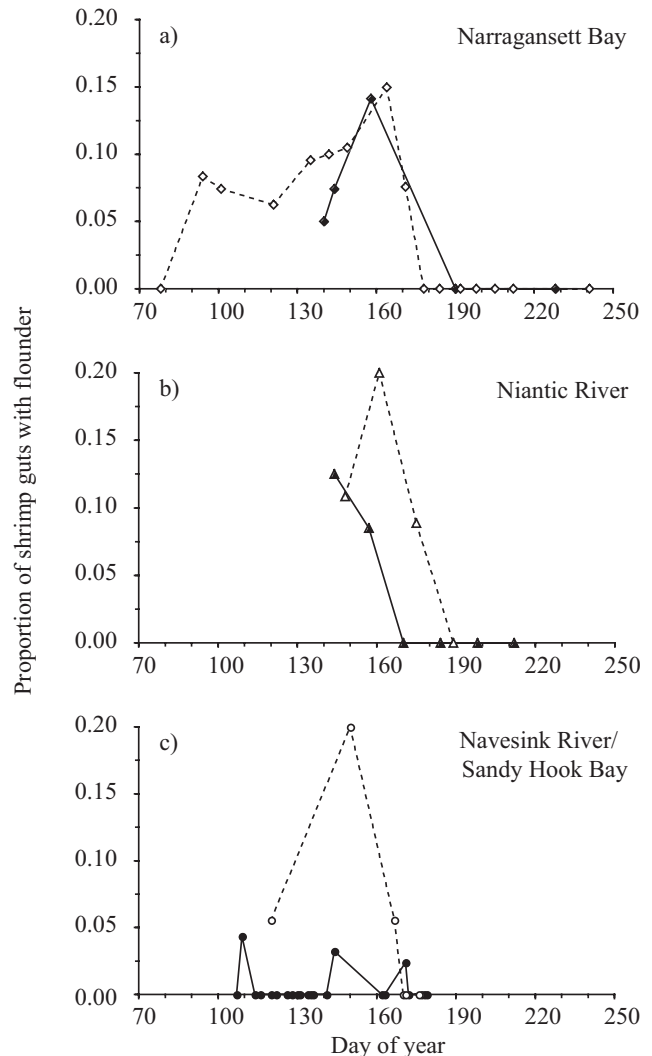 Proportion of shrimp guts with flounder
a)
Narragansett Bay
0.20
0.15
0.10
0.05
0.00
70 100 130 160 190 220 250
b)
Niantic River
0.20
0.15
0.10
0.05
0.00
70 100 130 160 190 220 250
c)
Navesink River/
Sandy Hook Bay
0.20
0.15
0.10
0.05
0.00
70 100 130 160 190 220 250
Day of year